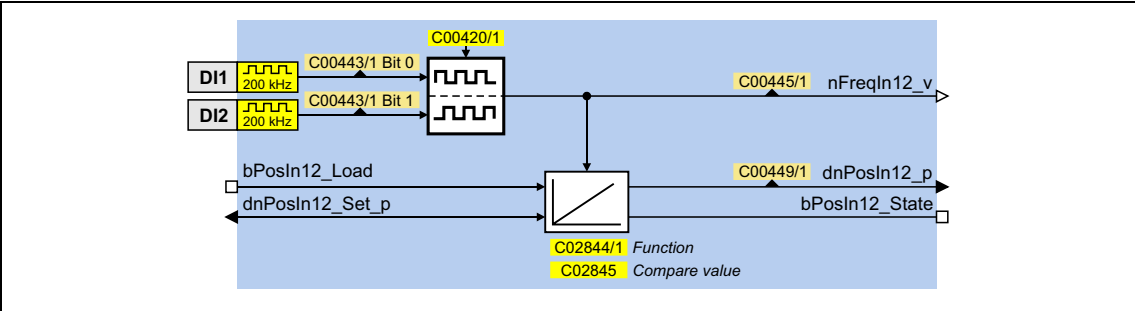 C00420/1
DI1
200 kHz
C00443/1 Bit 0
DI2
200 kHz
C00443/1 Bit 1
C00445/1
nFreqIn12_v
bPosIn12_Load
dnPosIn12_Set_p
C00449/1
dnPosIn12_p
bPosIn12_State
C02844/1 Function
C02845 Compare value